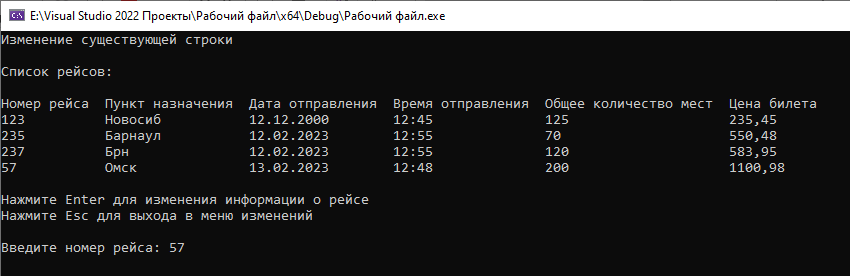 E:\Visual Studio 2022 Проекты\Рабочий файл\x64\Debug\Рабочий файл.exe
Изменение существующей строки
Список рейсов:
Номер рейса Пункт назначения Дата отправления Время отправления Общее количество мест Цена билета
123 Новосиб 12.12.2000 12:45 125 235,45
235 Барнаул 12.02.2023 12:55 70 550,48
237 Брн 12.02.2023 12:55 120 583,95
57 Омск 13.02.2023 12:48 200 1100,98
Нажмите Enter для изменения информации о рейсе
Нажмите Esc для выхода в меню изменений
Введите номер рейса: 57